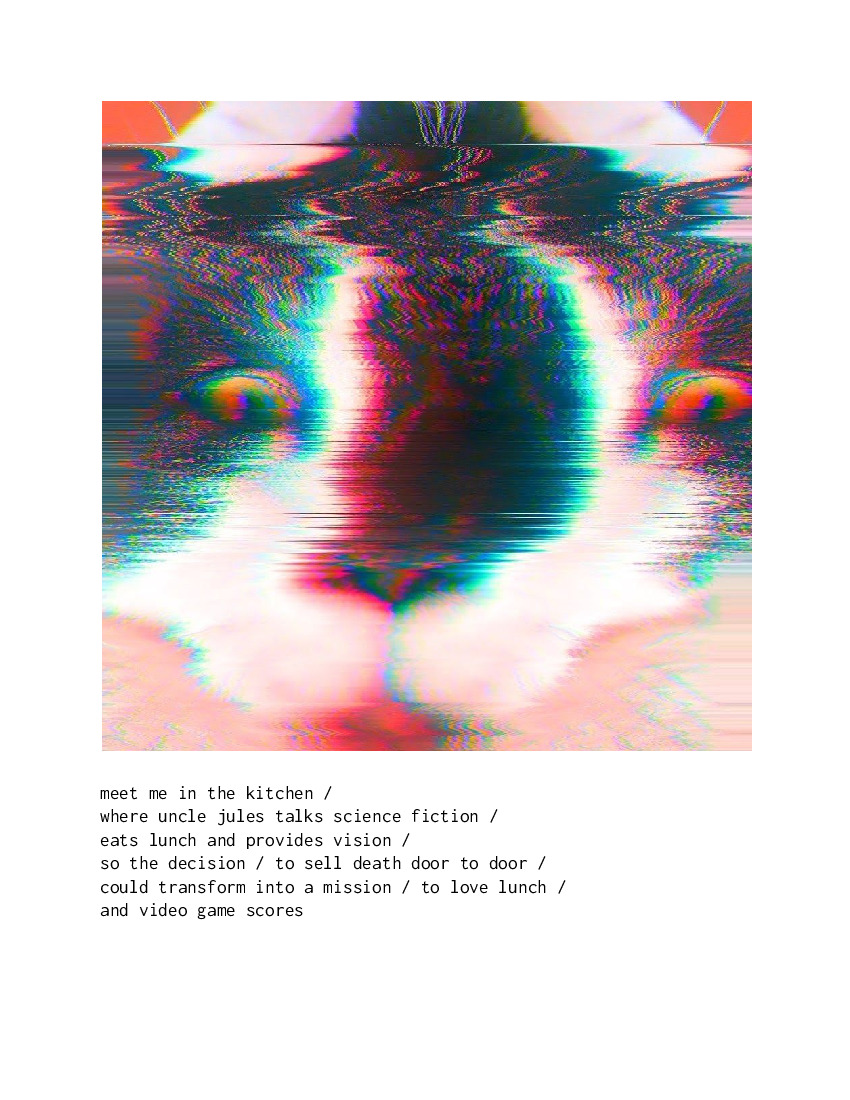 meet me in the kitchen /
where uncle jules talks science fiction /
eats lunch and provides vision /
so the decision / to sell death door to door /
could transform into a mission / to love lunch /
and video game scores